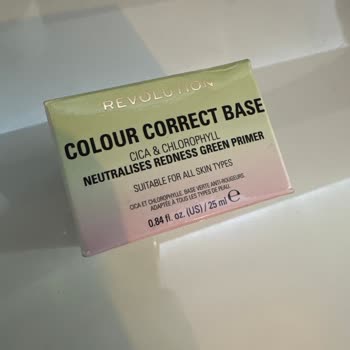 REVOLUTION
COLOUR CORRECT BASE
CICA & CHLOROPHYLL
NEUTRALISES REDNESS GREEN PRIMER
SUITABLE FOR ALL SKIN TYPES
CICA ET CHLOROPHYLLE. BASE VERTE ANTI-ROUGEURS.
ADAPTÉE À TOUS LES TYPES DE PEAU.
0.84 fl. oz. (US) / 25 ml ℮